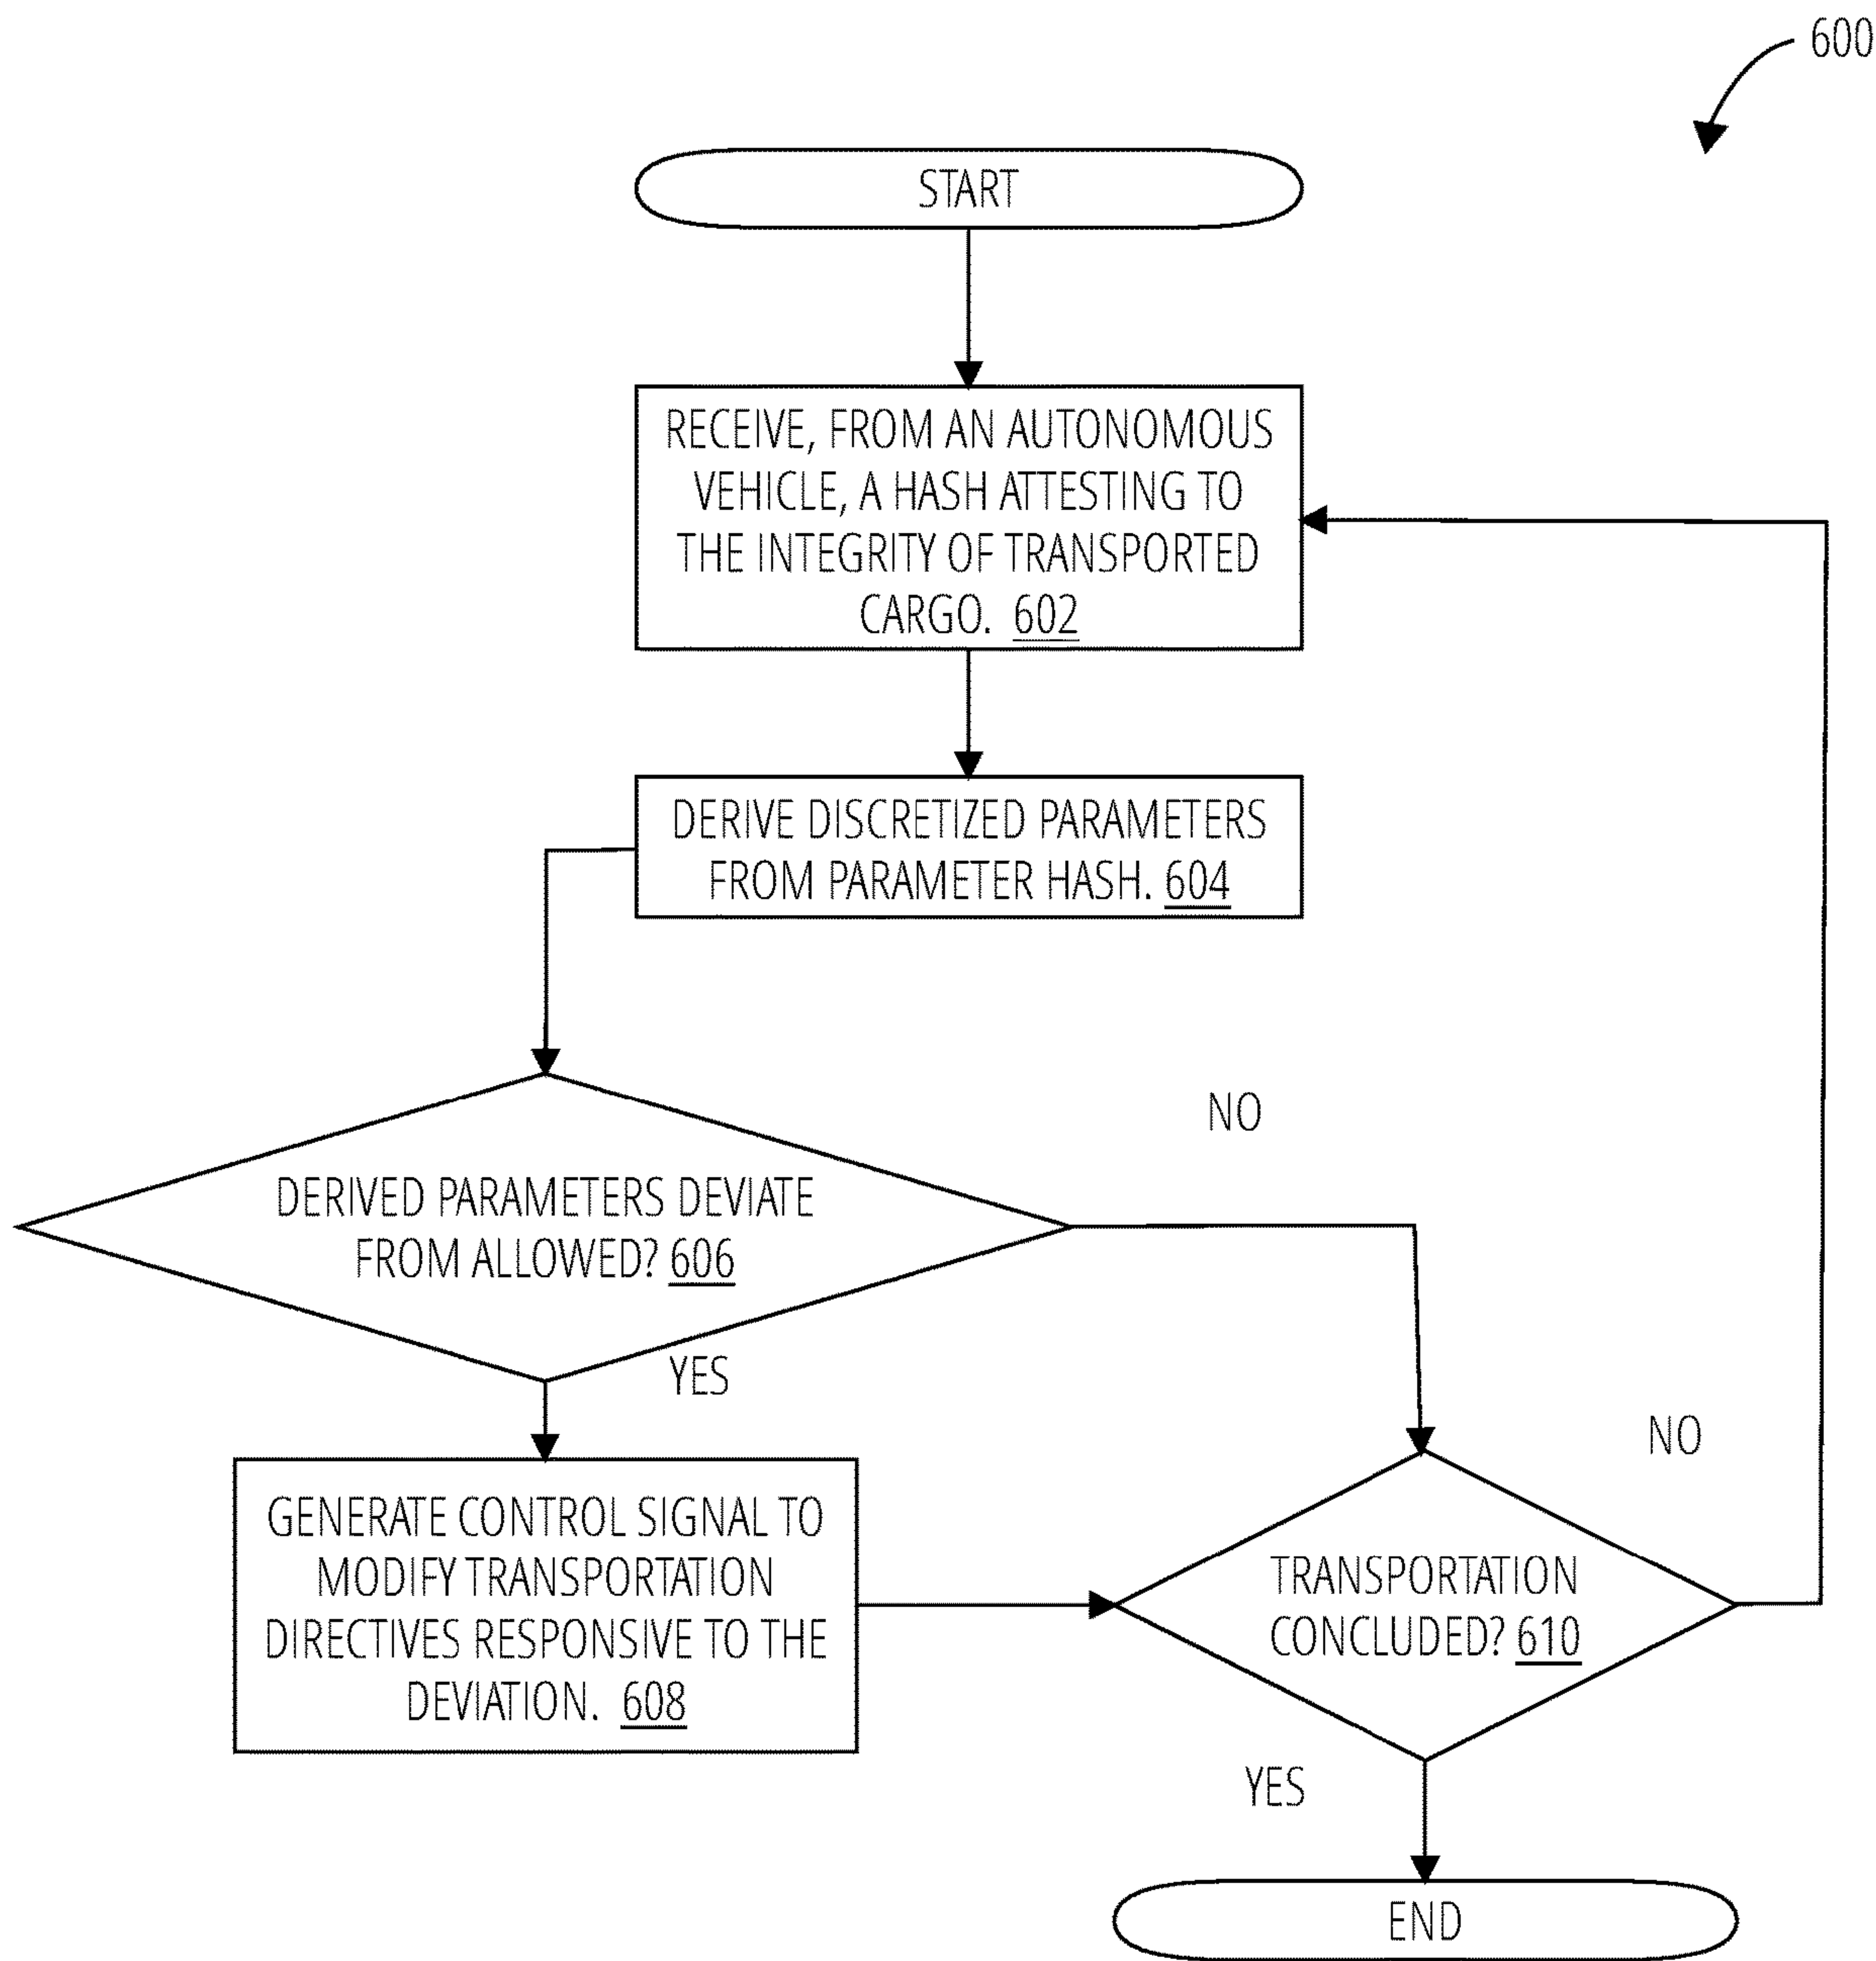 600
START
RECEIVE, FROM AN AUTONOMOUS
VEHICLE, A HASH ATTESTING TO
THE INTEGRITY OF TRANSPORTED
CARGO. 602
DERIVE DISCRETIZED PARAMETERS
FROM PARAMETER HASH. 604
NO
DERIVED PARAMETERS DEVIATE
FROM ALLOWED? 606
YES
NO
GENERATE CONTROL SIGNAL TO
MODIFY TRANSPORTATION
DIRECTIVES RESPONSIVE TO THE
DEVIATION. 608
TRANSPORTATION
CONCLUDED? 610
YES
END